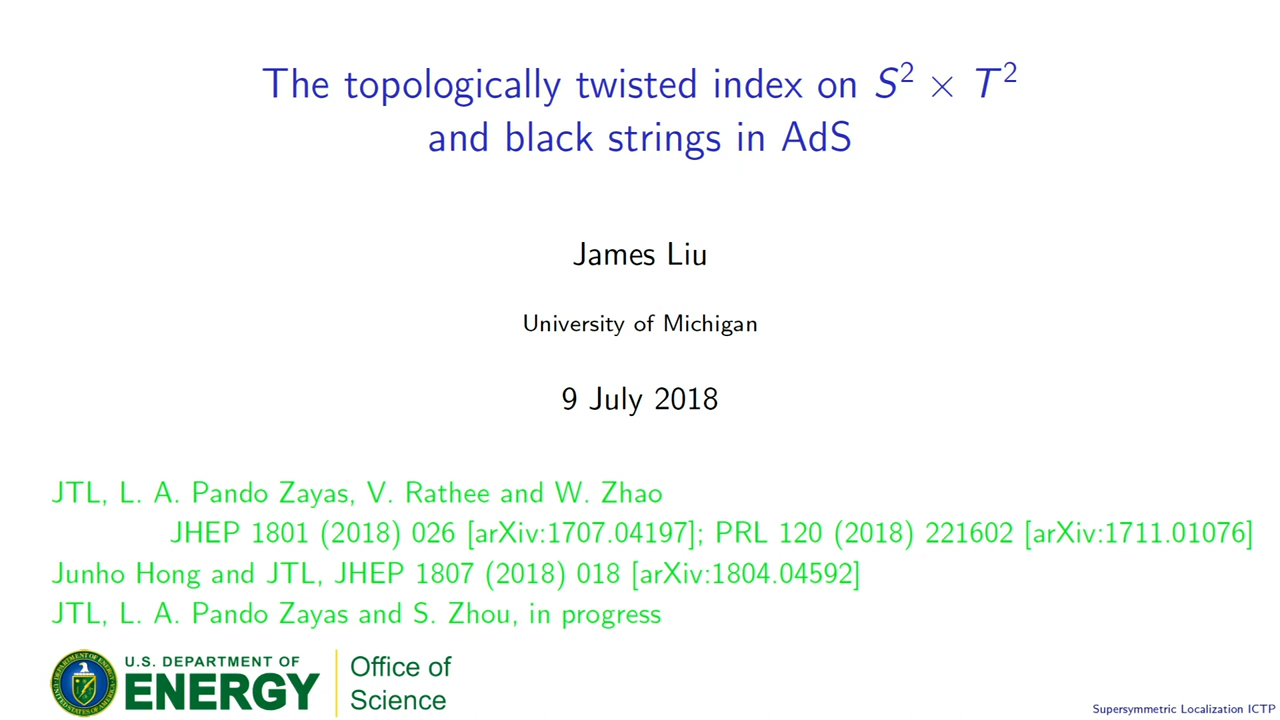 The topologically twisted index on S² × T²
and black strings in AdS
James Liu
University of Michigan
9 July 2018
JTL, L. A. Pando Zayas, V. Rathee and W. Zhao
JHEP 1801 (2018) 026 [arXiv:1707.04197]; PRL 120 (2018) 221602 [arXiv:1711.01076]
Junho Hong and JTL, JHEP 1807 (2018) 018 [arXiv:1804.04592]
JTL, L. A. Pando Zayas and S. Zhou, in progress
U.S. DEPARTMENT OF
ENERGY
Office of
Science
Supersymmetric Localization ICTP